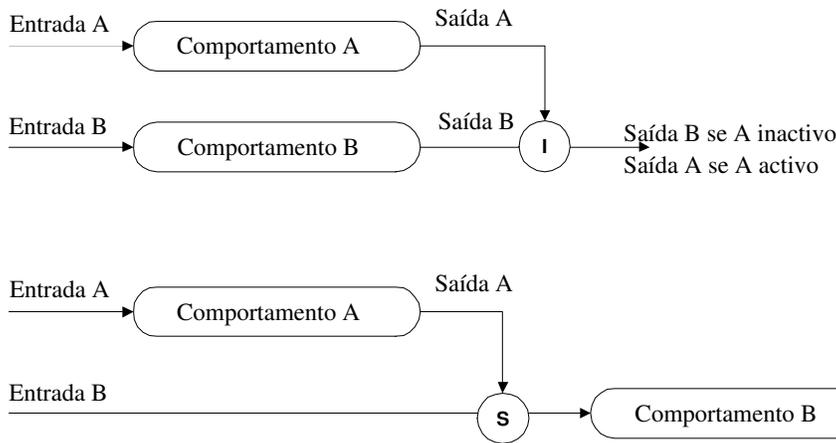 Entrada A
Comportamento A
Saída A
Entrada B
Comportamento B
Saída B
I
Saída B se A inactivo
Saída A se A activo
Entrada A
Comportamento A
Saída A
Entrada B
S
Comportamento B